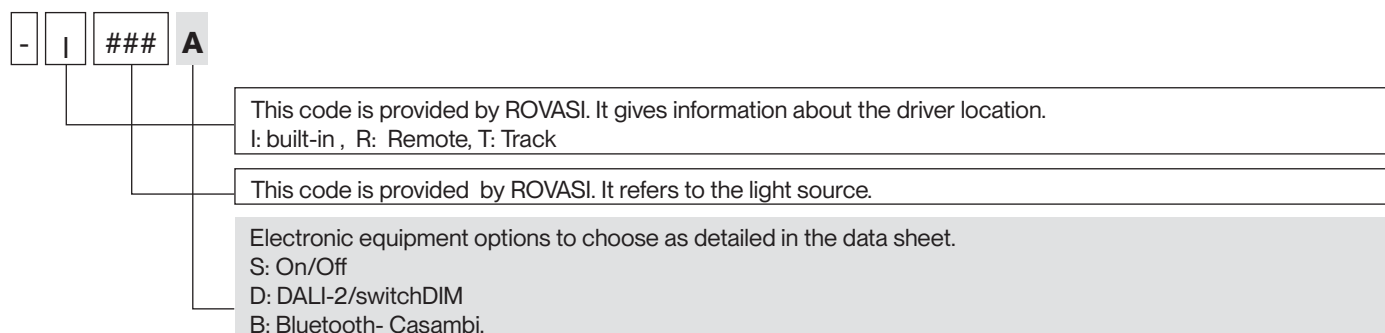 - I ### A
This code is provided by ROVASI. It gives information about the driver location.
I: built-in , R: Remote, T: Track
This code is provided by ROVASI. It refers to the light source.
Electronic equipment options to choose as detailed in the data sheet.
S: On/Off
D: DALI-2/switchDIM
B: Bluetooth- Casambi.